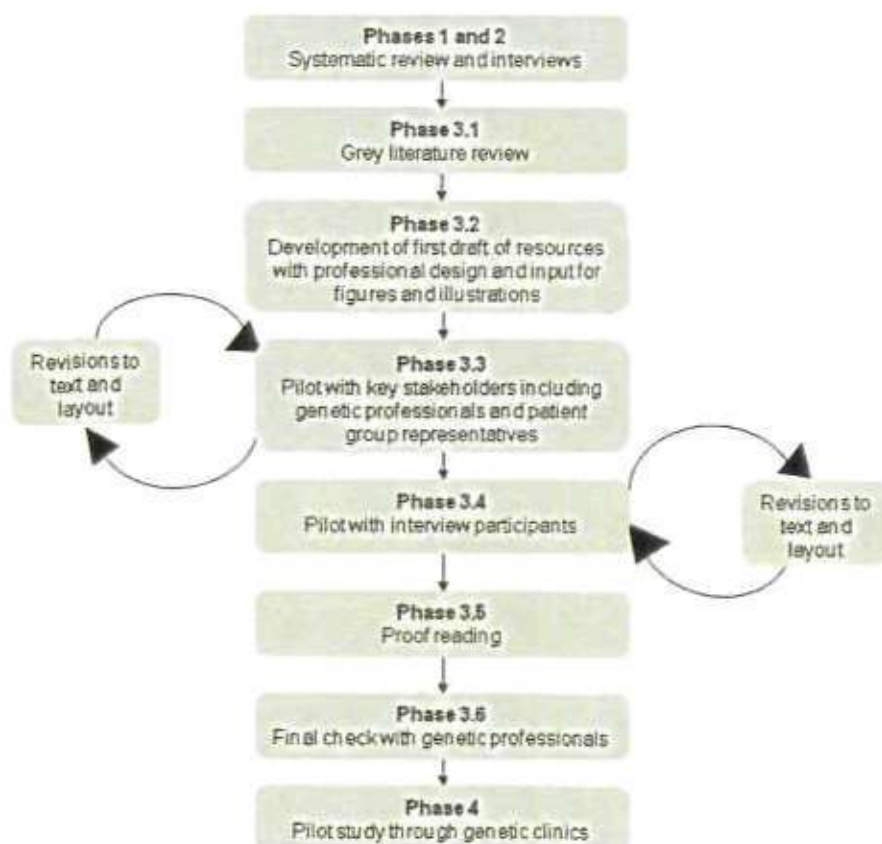 Phases 1 and 2
Systematic review and interviews
Phase 3.1
Grey literature review
Phase 3.2
Development of first draft of resources
with professional design and input for
figures and illustrations
Revisions to
text and
layout
Phase 3.3
Pilot with key stakeholders including
genetic professionals and patient
group representatives
Phase 3.4
Pilot with interview participants
Revisions to
text and
layout
Phase 3.5
Proof reading
Phase 3.6
Final check with genetic professionals
Phase 4
Pilot study through genetic clinics